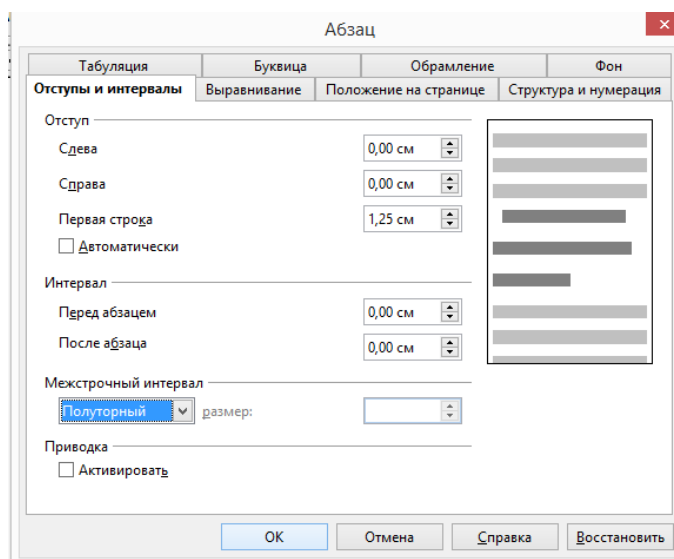 Абзац
Табуляция Буквица Обрамление Фон
Отступы и интервалы Выравнивание Положение на странице Структура и нумерация
Отступ
Слева 0,00 см
Справа 0,00 см
Первая строка 1,25 см
Автоматически
Интервал
Перед абзацем 0,00 см
После абзаца 0,00 см
Межстрочный интервал
Полуторный размер:
Приводка
Активировать
ОК Отмена Справка Восстановить